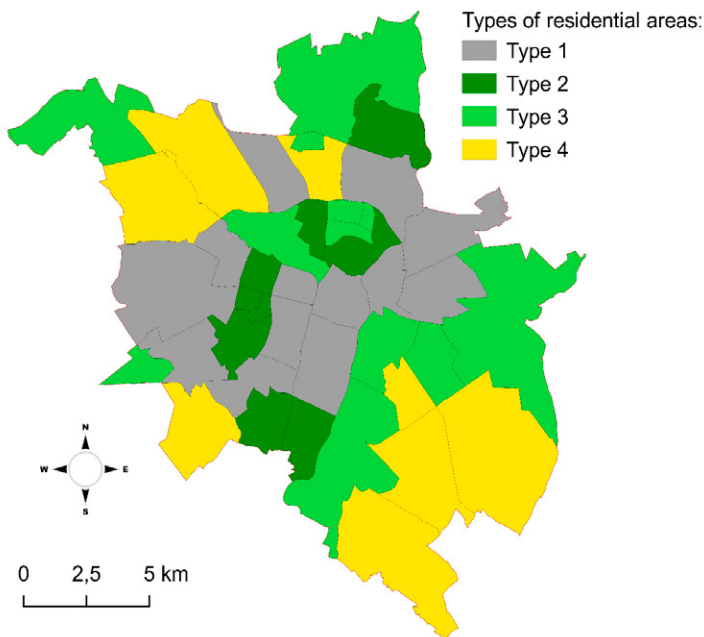 Types of residential areas:
Type 1
Type 2
Type 3
Type 4
N
W E
S
0 2,5 5 km